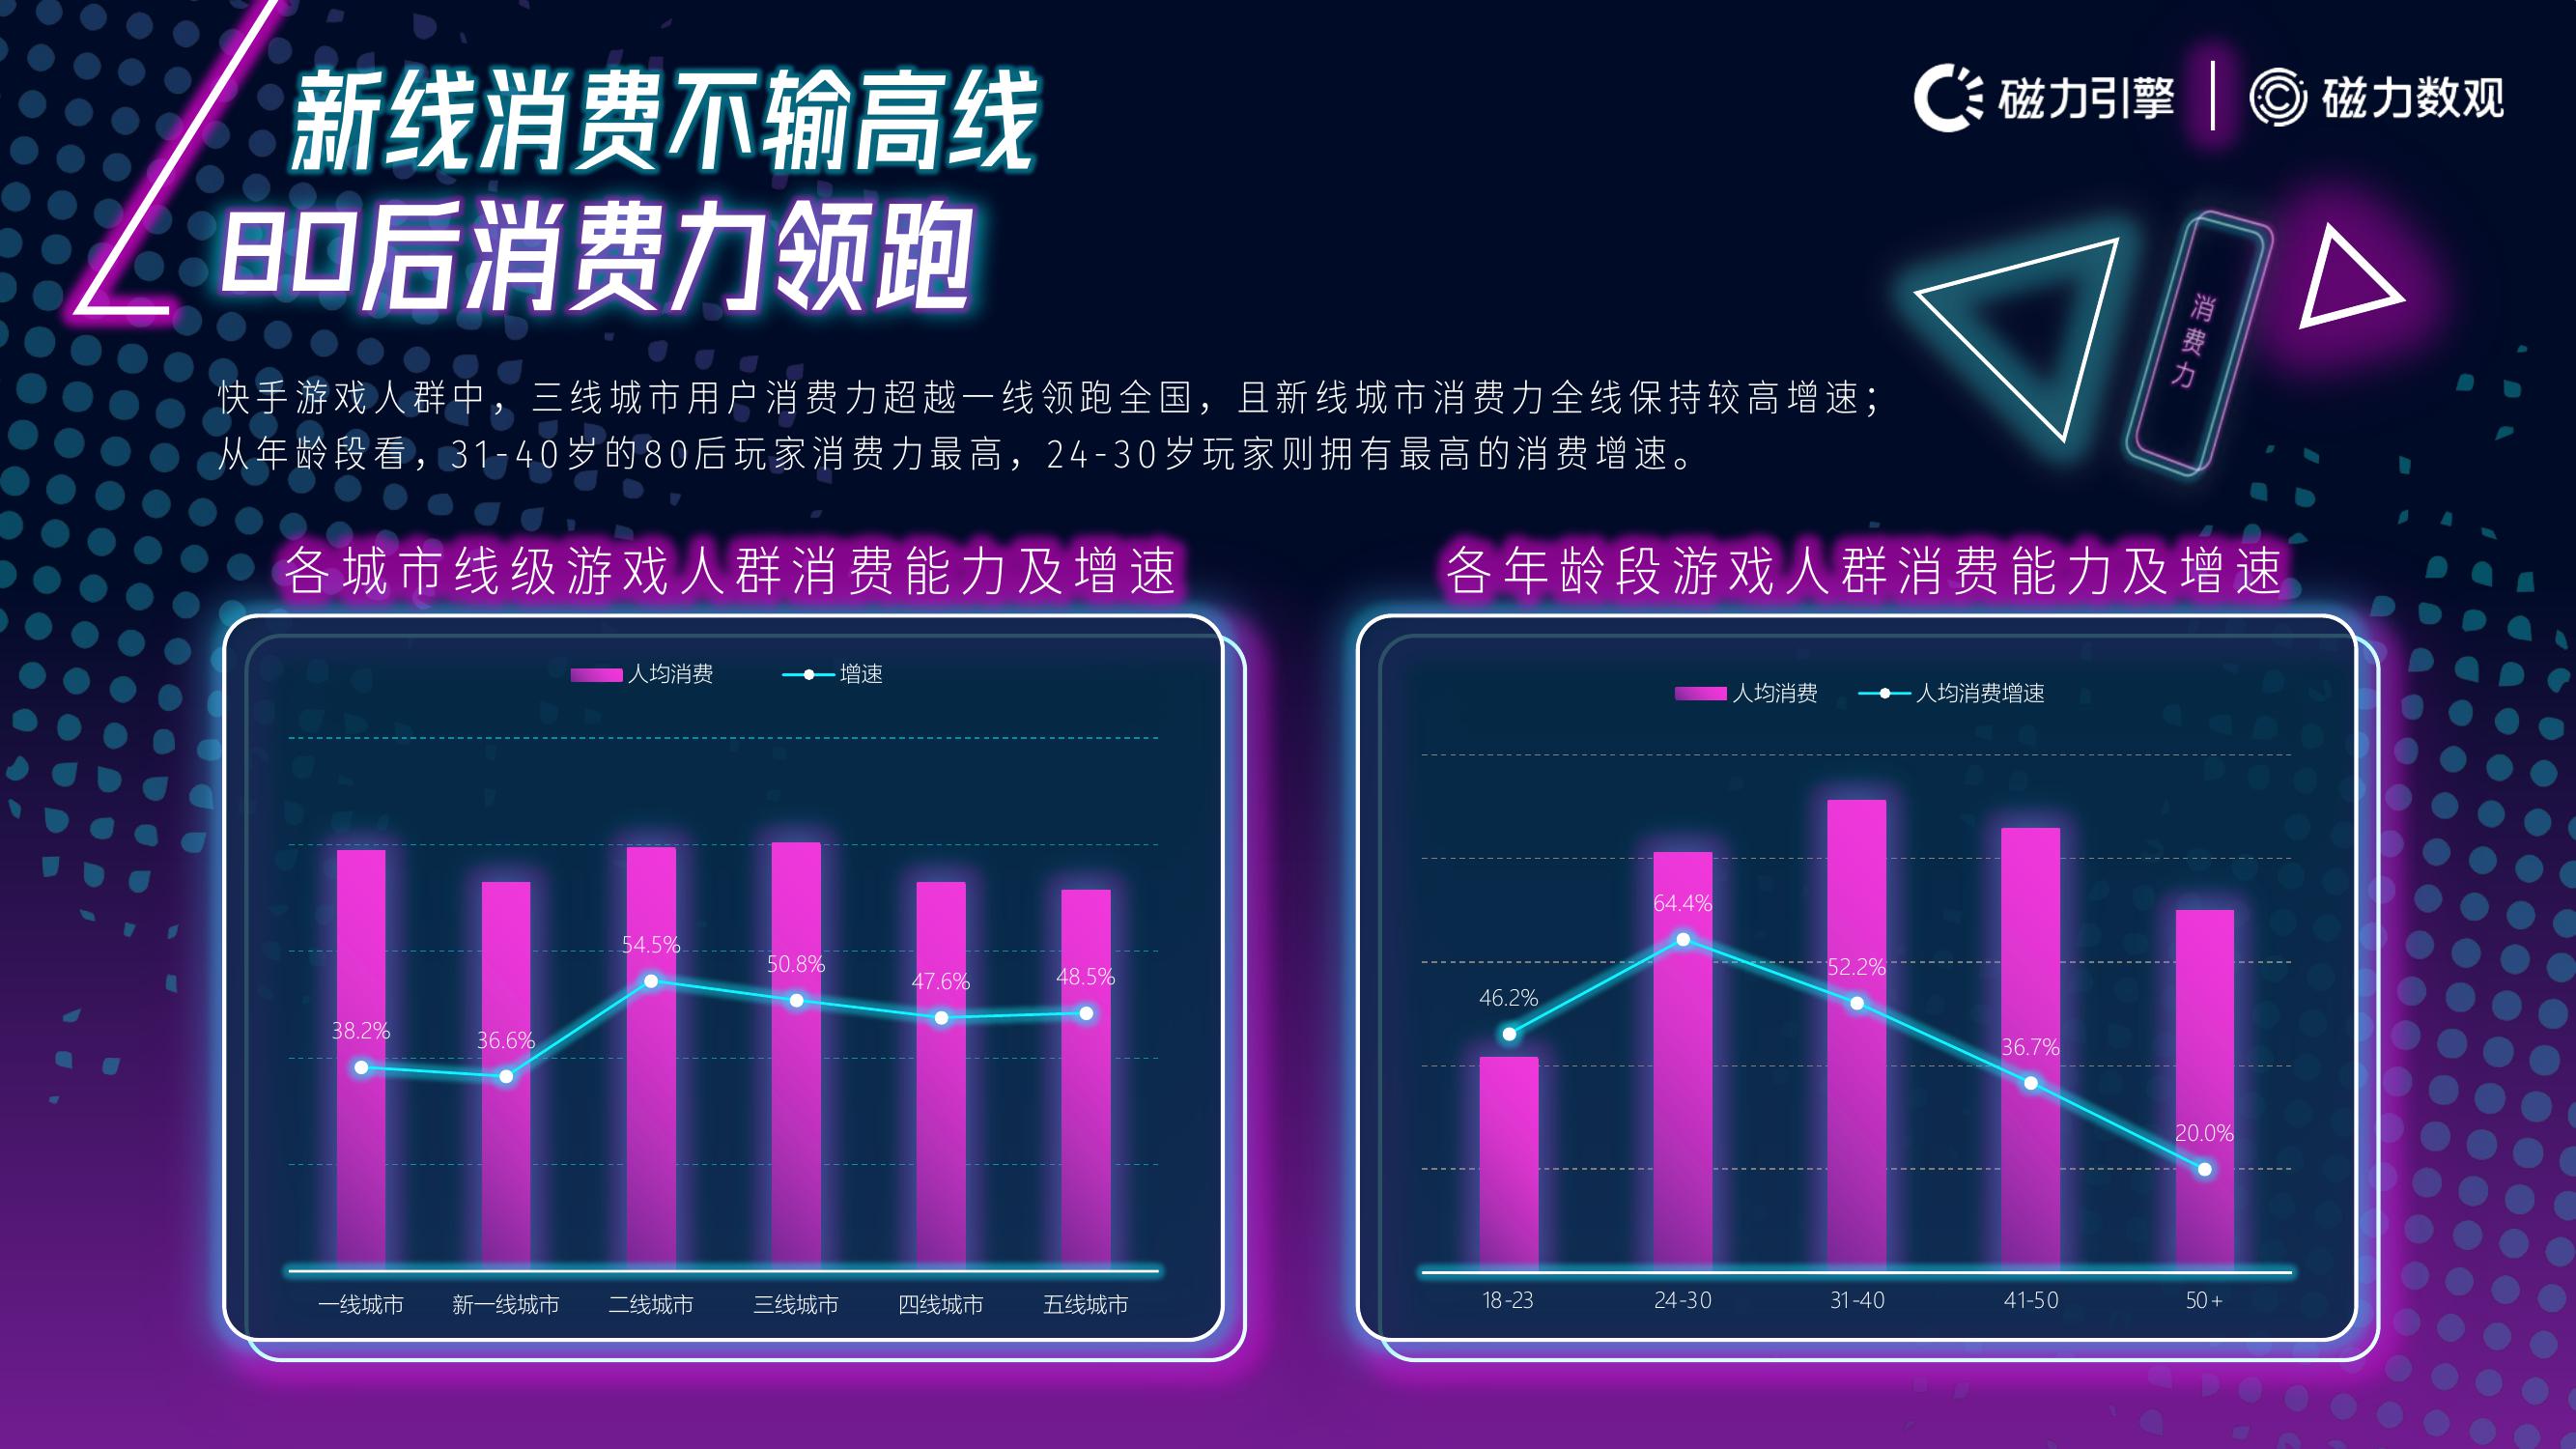 新线消费不输高线
80后消费力领跑
磁力引擎 | 磁力数观
消费力
快手游戏人群中，三线城市用户消费力超越一线领跑全国，且新线城市消费力全线保持较高增速；
从年龄段看，31-40岁的80后玩家消费力最高，24-30岁玩家则拥有最高的消费增速。
各城市线级游戏人群消费能力及增速
人均消费 增速
38.2% 36.6% 54.5% 50.8% 47.6% 48.5%
一线城市 新一线城市 二线城市 三线城市 四线城市 五线城市
各年龄段游戏人群消费能力及增速
人均消费 人均消费增速
46.2% 64.4% 52.2% 36.7% 20.0%
18-23 24-30 31-40 41-50 50+